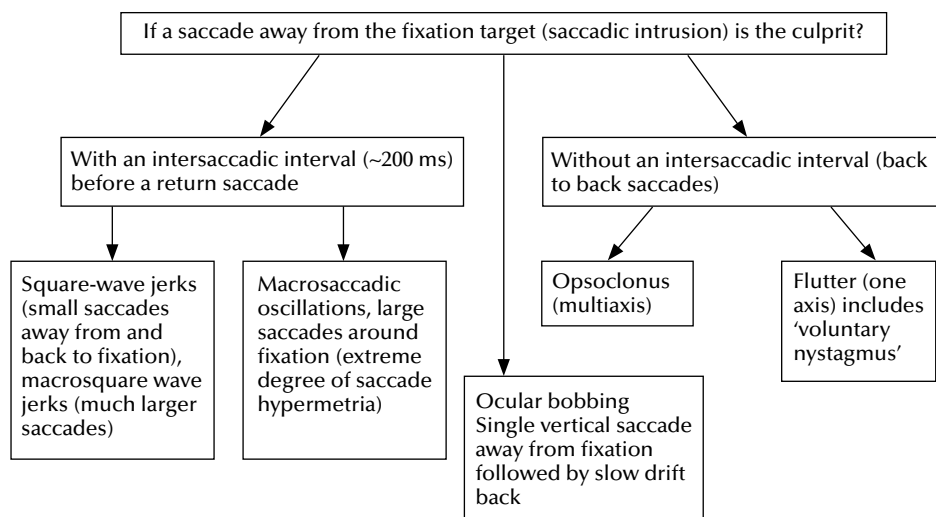 If a saccade away from the fixation target (saccadic intrusion) is the culprit?
With an intersaccadic interval (~200 ms)
before a return saccade
Without an intersaccadic interval (back
to back saccades)
Square-wave jerks
(small saccades
away from and
back to fixation),
macrosquare wave
jerks (much larger
saccades)
Macrosaccadic
oscillations, large
saccades around
fixation (extreme
degree of saccade
hypermetria)
Ocular bobbing
Single vertical saccade
away from fixation
followed by slow drift
back
Opsoclonus
(multiaxis)
Flutter (one
axis) includes
‘voluntary
nystagmus’